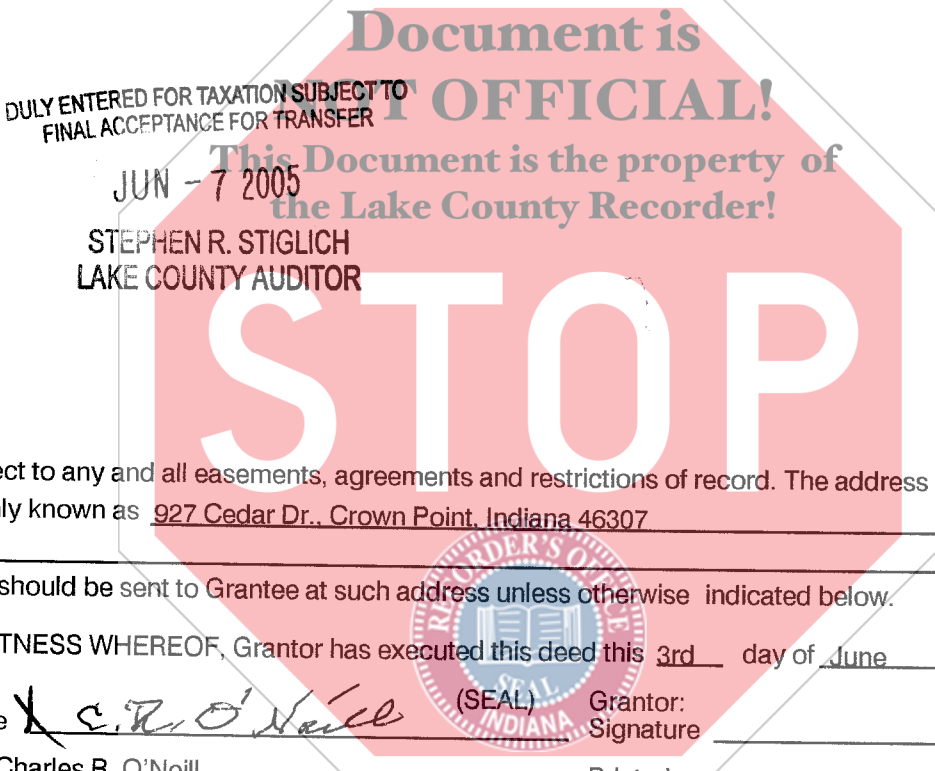 Document is
NOT OFFICIAL!
This Document is the property of
the Lake County Recorder!
DULY ENTERED FOR TAXATION SUBJECT TO
FINAL ACCEPTANCE FOR TRANSFER
JUN - 7 2005
STEPHEN R. STIGLICH
LAKE COUNTY AUDITOR
STOP
ect to any and all easements, agreements and restrictions of record. The address
ly known as 927 Cedar Dr., Crown Point, Indiana 46307
should be sent to Grantee at such address unless otherwise indicated below.
TNESS WHEREOF, Grantor has executed this deed this 3rd day of June
RECORDER'S OFFICE
SEAL
INDIANA
e X C. R. O'Neill (SEAL) Grantor:
Signature
Charles R. O'Neill